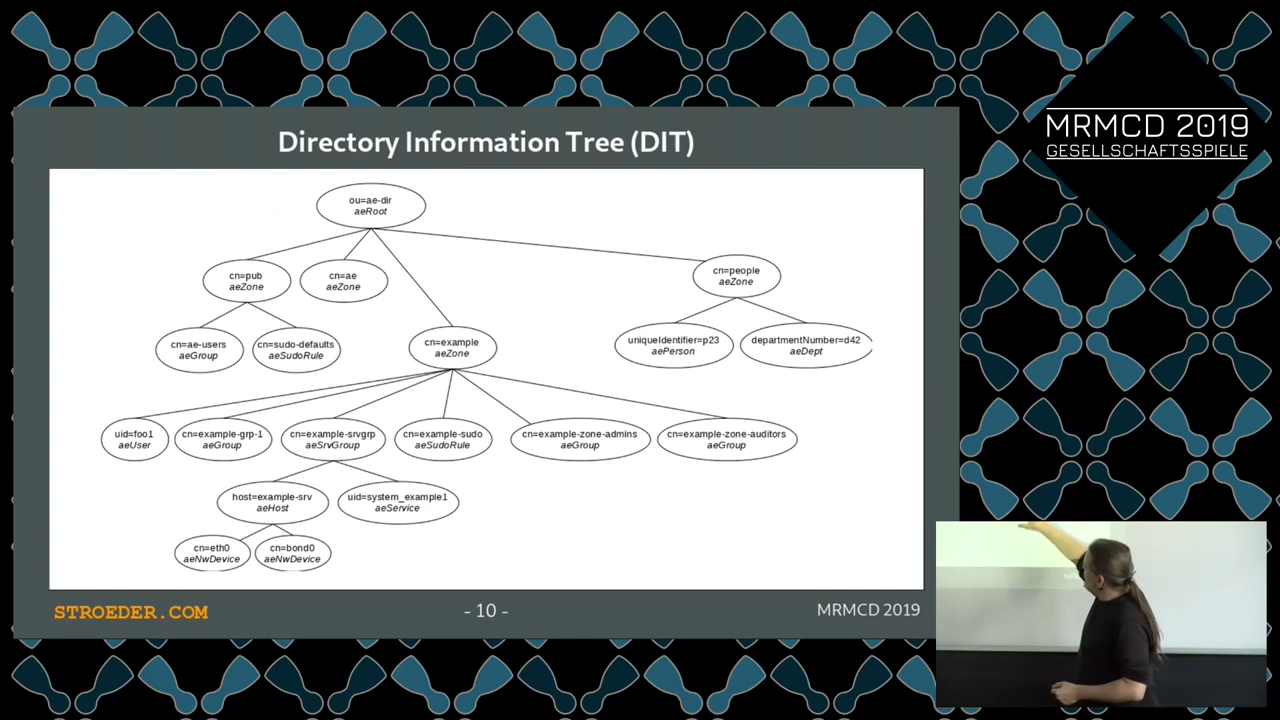 MRMCD 2019
GESELLSCHAFTSSPIELE
Directory Information Tree (DIT)
ou=ae-dir
aeRoot
cn=pub
aeZone
cn=ae
aeZone
cn=people
aeZone
cn=ae-users
aeGroup
cn=sudo-defaults
aeSudoRule
cn=example
aeZone
uniqueIdentifier=p23
aePerson
departmentNumber=d42
aeDept
uid=foo1
aeUser
cn=example-grp-1
aeGroup
cn=example-srvgrp
aeSrvGroup
cn=example-sudo
aeSudoRule
cn=example-zone-admins
aeGroup
cn=example-zone-auditors
aeGroup
host=example-srv
aeHost
uid=system_example1
aeService
cn=eth0
aeNwDevice
cn=bond0
aeNwDevice
STROEDER.COM
- 10 -
MRMCD 2019